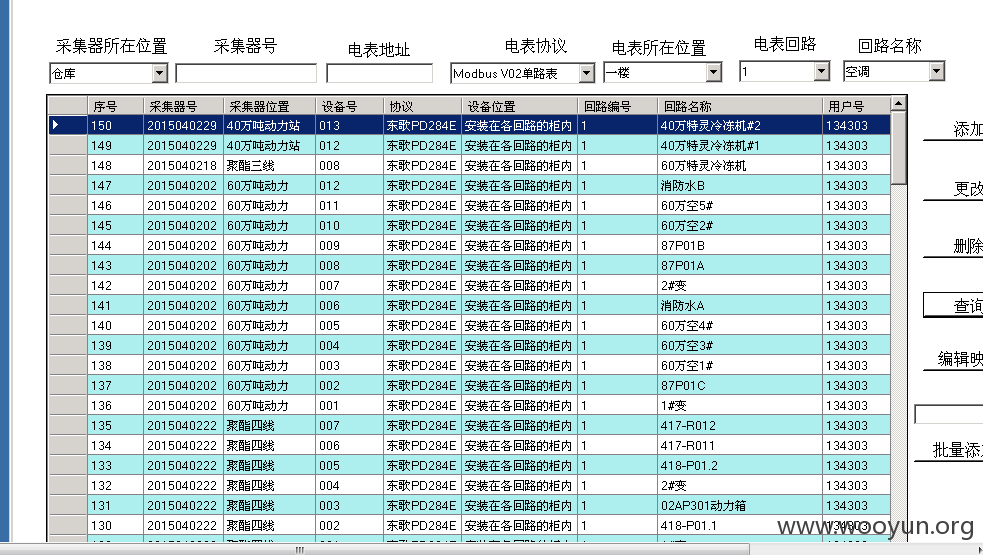 采集器所在位置 采集器号 电表地址 电表协议 电表所在位置 电表回路 回路名称
仓库 Modbus V02单路表 一楼 1 空调
序号 采集器号 采集器位置 设备号 协议 设备位置 回路编号 回路名称 用户号
150 2015040229 40万吨动力站 013 东歌PD284E 安装在各回路的柜内 1 40万特灵冷冻机#2 134303
149 2015040229 40万吨动力站 012 东歌PD284E 安装在各回路的柜内 1 40万特灵冷冻机#1 134303
148 2015040218 聚酯三线 008 东歌PD284E 安装在各回路的柜内 1 60万特灵冷冻机 134303
147 2015040202 60万吨动力 012 东歌PD284E 安装在各回路的柜内 1 消防水B 134303
146 2015040202 60万吨动力 011 东歌PD284E 安装在各回路的柜内 1 60万空5# 134303
145 2015040202 60万吨动力 010 东歌PD284E 安装在各回路的柜内 1 60万空2# 134303
144 2015040202 60万吨动力 009 东歌PD284E 安装在各回路的柜内 1 87P01B 134303
143 2015040202 60万吨动力 008 东歌PD284E 安装在各回路的柜内 1 87P01A 134303
142 2015040202 60万吨动力 007 东歌PD284E 安装在各回路的柜内 1 2#变 134303
141 2015040202 60万吨动力 006 东歌PD284E 安装在各回路的柜内 1 消防水A 134303
140 2015040202 60万吨动力 005 东歌PD284E 安装在各回路的柜内 1 60万空4# 134303
139 2015040202 60万吨动力 004 东歌PD284E 安装在各回路的柜内 1 60万空3# 134303
138 2015040202 60万吨动力 003 东歌PD284E 安装在各回路的柜内 1 60万空1# 134303
137 2015040202 60万吨动力 002 东歌PD284E 安装在各回路的柜内 1 87P01C 134303
136 2015040202 60万吨动力 001 东歌PD284E 安装在各回路的柜内 1 1#变 134303
135 2015040222 聚酯四线 007 东歌PD284E 安装在各回路的柜内 1 417-R012 134303
134 2015040222 聚酯四线 006 东歌PD284E 安装在各回路的柜内 1 417-R011 134303
133 2015040222 聚酯四线 005 东歌PD284E 安装在各回路的柜内 1 418-P01.2 134303
132 2015040222 聚酯四线 004 东歌PD284E 安装在各回路的柜内 1 2#变 134303
131 2015040222 聚酯四线 003 东歌PD284E 安装在各回路的柜内 1 02AP301动力箱 134303
130 2015040222 聚酯四线 002 东歌PD284E 安装在各回路的柜内 1 418-P01.1 134303
添加
更改
删除
查询
编辑映
批量添
www.wooyun.org